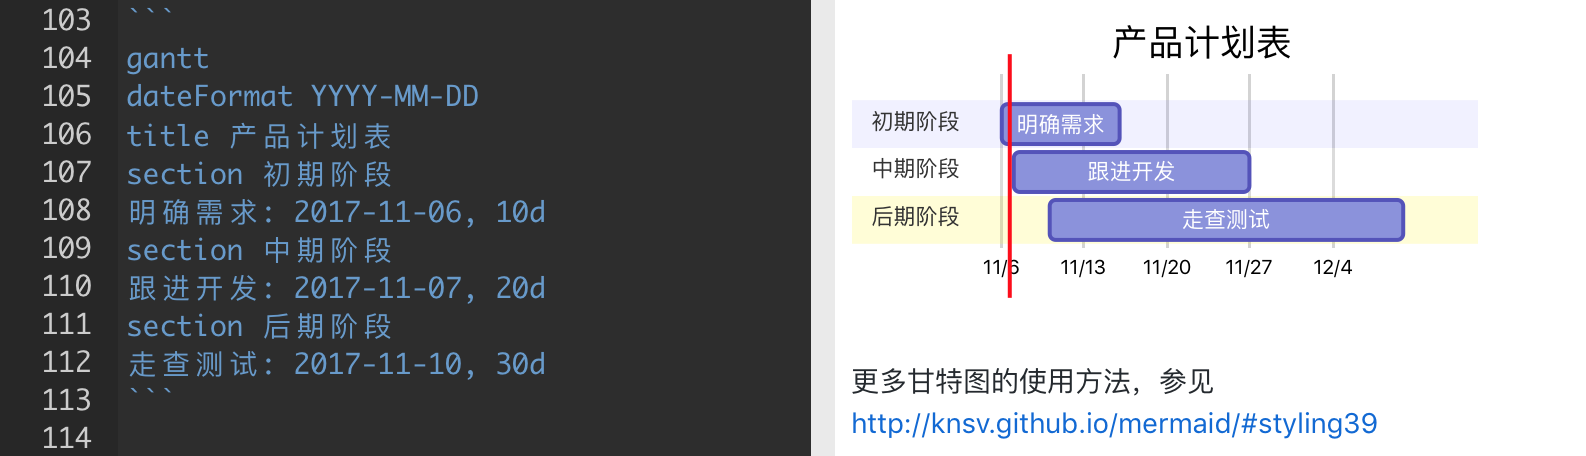 103 ```
104 gantt
105 dateFormat YYYY-MM-DD
106 title 产品计划表
107 section 初期阶段
108 明确需求: 2017-11-06, 10d
109 section 中期阶段
110 跟进开发: 2017-11-07, 20d
111 section 后期阶段
112 走查测试: 2017-11-10, 30d
113 ```
114
产品计划表
初期阶段 明确需求
中期阶段 跟进开发
后期阶段 走查测试
11/6 11/13 11/20 11/27 12/4
更多甘特图的使用方法，参见
http://knsv.github.io/mermaid/#styling39